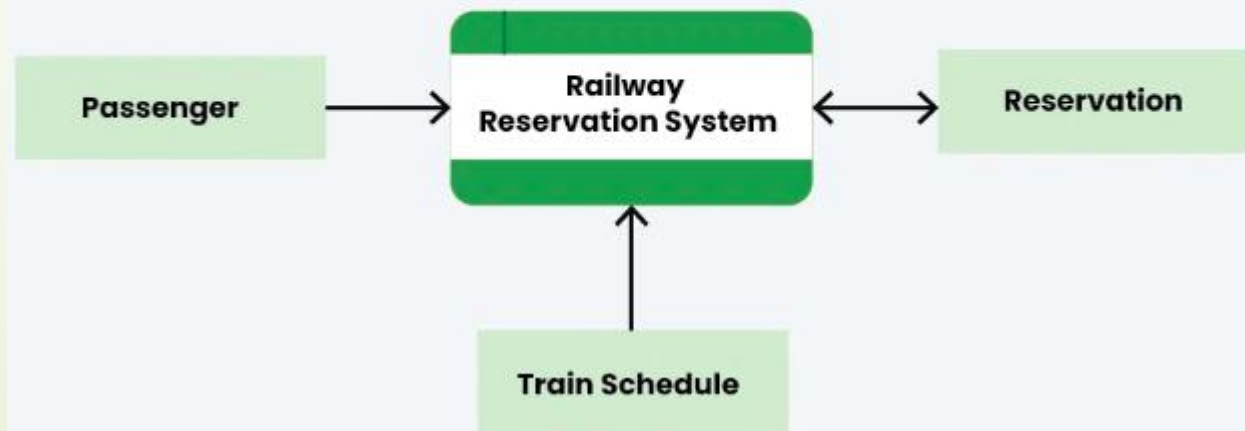 Passenger
Railway
Reservation System
Reservation
Train Schedule